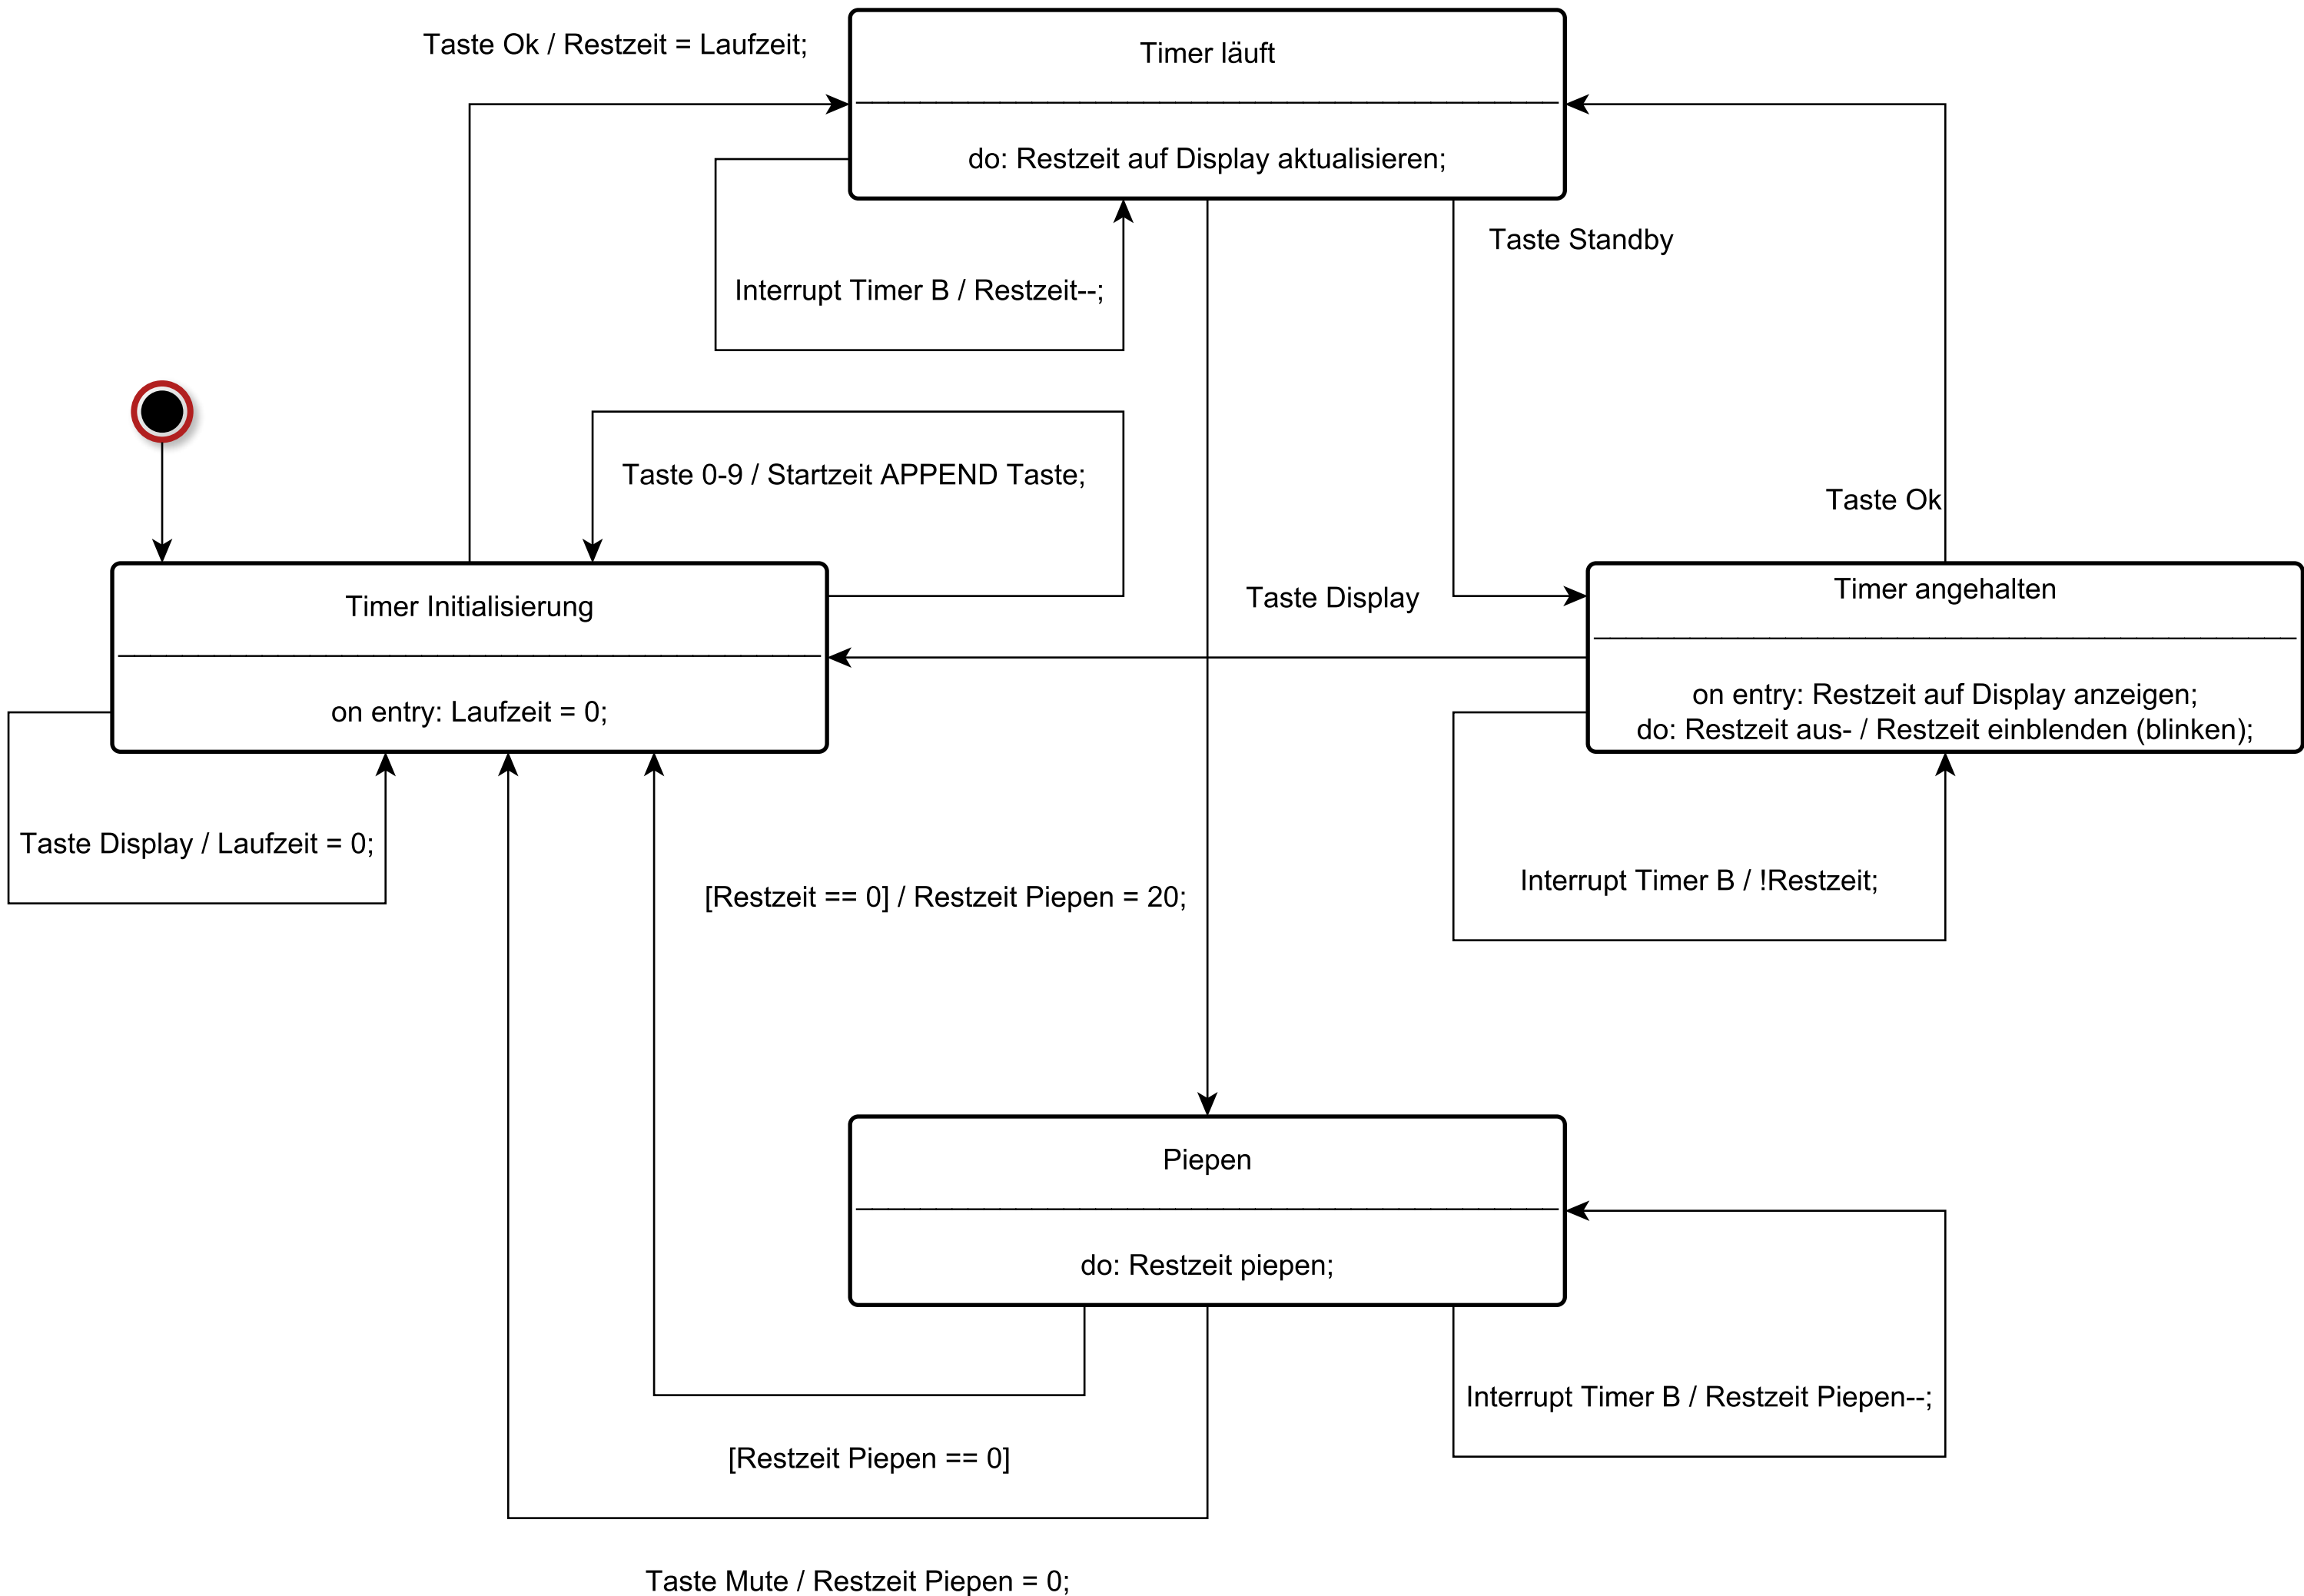 Taste Ok / Restzeit = Laufzeit;
Timer läuft
do: Restzeit auf Display aktualisieren;
Taste Standby
Interrupt Timer B / Restzeit--;
Taste 0-9 / Startzeit APPEND Taste;
Taste Ok
Timer Initialisierung
on entry: Laufzeit = 0;
Taste Display
Timer angehalten
on entry: Restzeit auf Display anzeigen;
do: Restzeit aus- / Restzeit einblenden (blinken);
Taste Display / Laufzeit = 0;
[Restzeit == 0] / Restzeit Piepen = 20;
Interrupt Timer B / !Restzeit;
Piepen
do: Restzeit piepen;
Interrupt Timer B / Restzeit Piepen--;
[Restzeit Piepen == 0]
Taste Mute / Restzeit Piepen = 0;